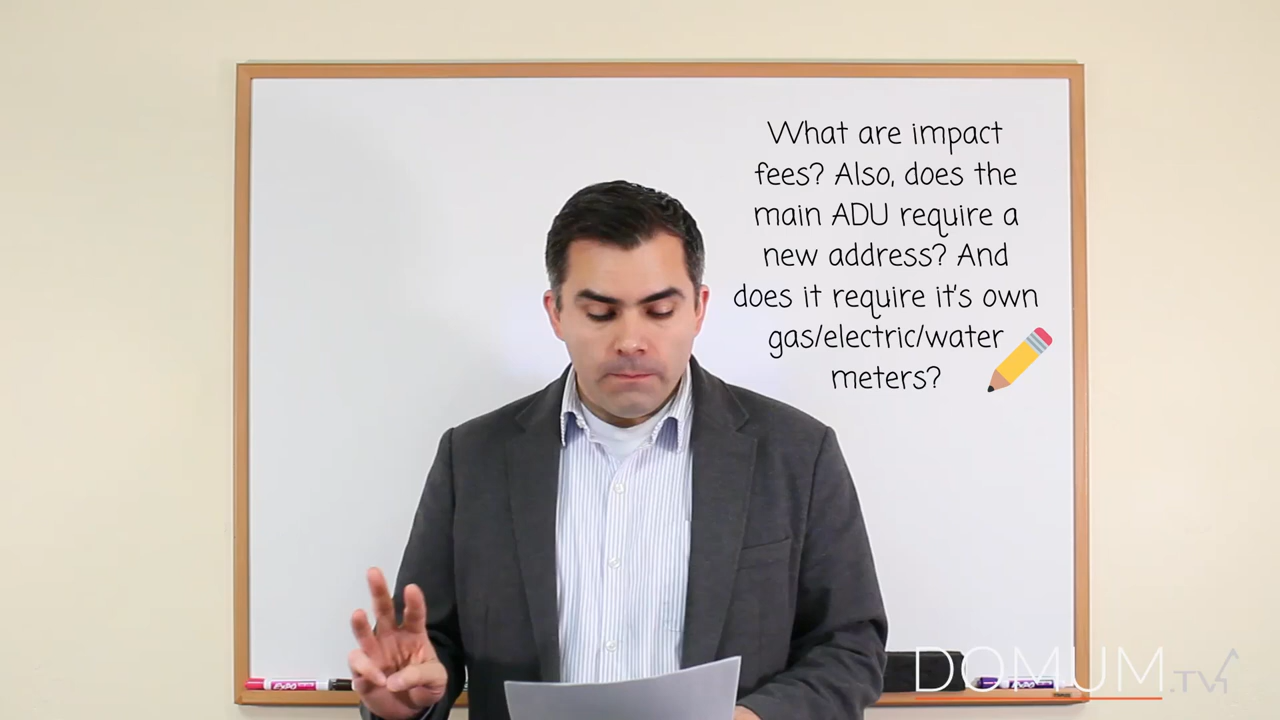 What are impact
fees? Also, does the
main ADU require a
new address? And
does it require it's own
gas/electric/water
meters?
EXPO
DOMUM.TV